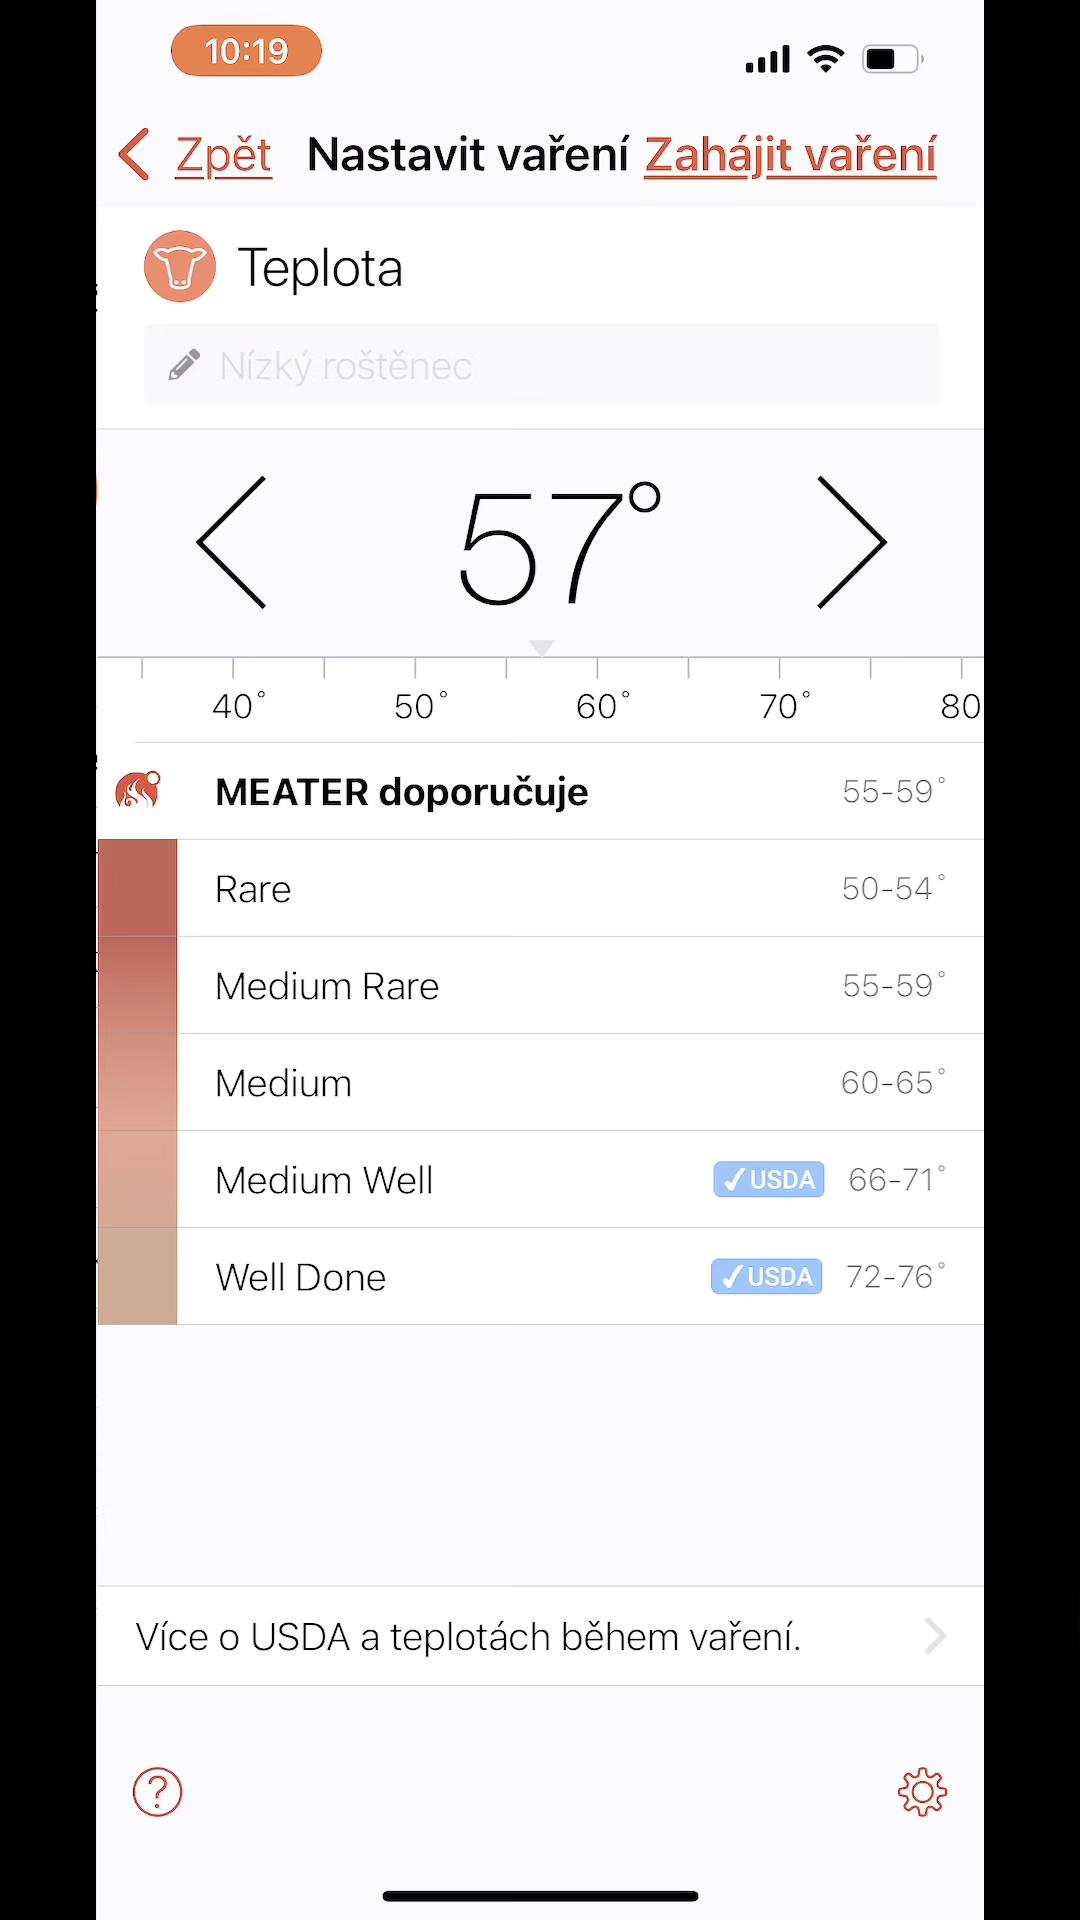 10:19
Zpět Nastavit vaření Zahájit vaření
Teplota
Nízký roštěnec
57°
40° 50° 60° 70° 80
MEATER doporučuje 55-59°
Rare 50-54°
Medium Rare 55-59°
Medium 60-65°
Medium Well ✓USDA 66-71°
Well Done ✓USDA 72-76°
Více o USDA a teplotách během vaření.
?